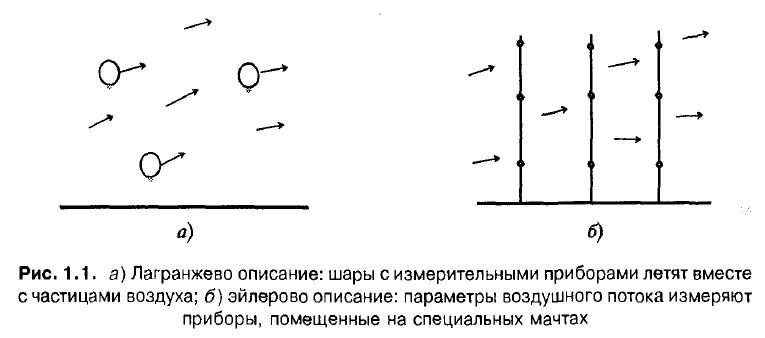 а)
б)
Рис. 1.1. а) Лагранжево описание: шары с измерительными приборами летят вместе
с частицами воздуха; б) эйлерово описание: параметры воздушного потока измеряют
приборы, помещенные на специальных мачтах